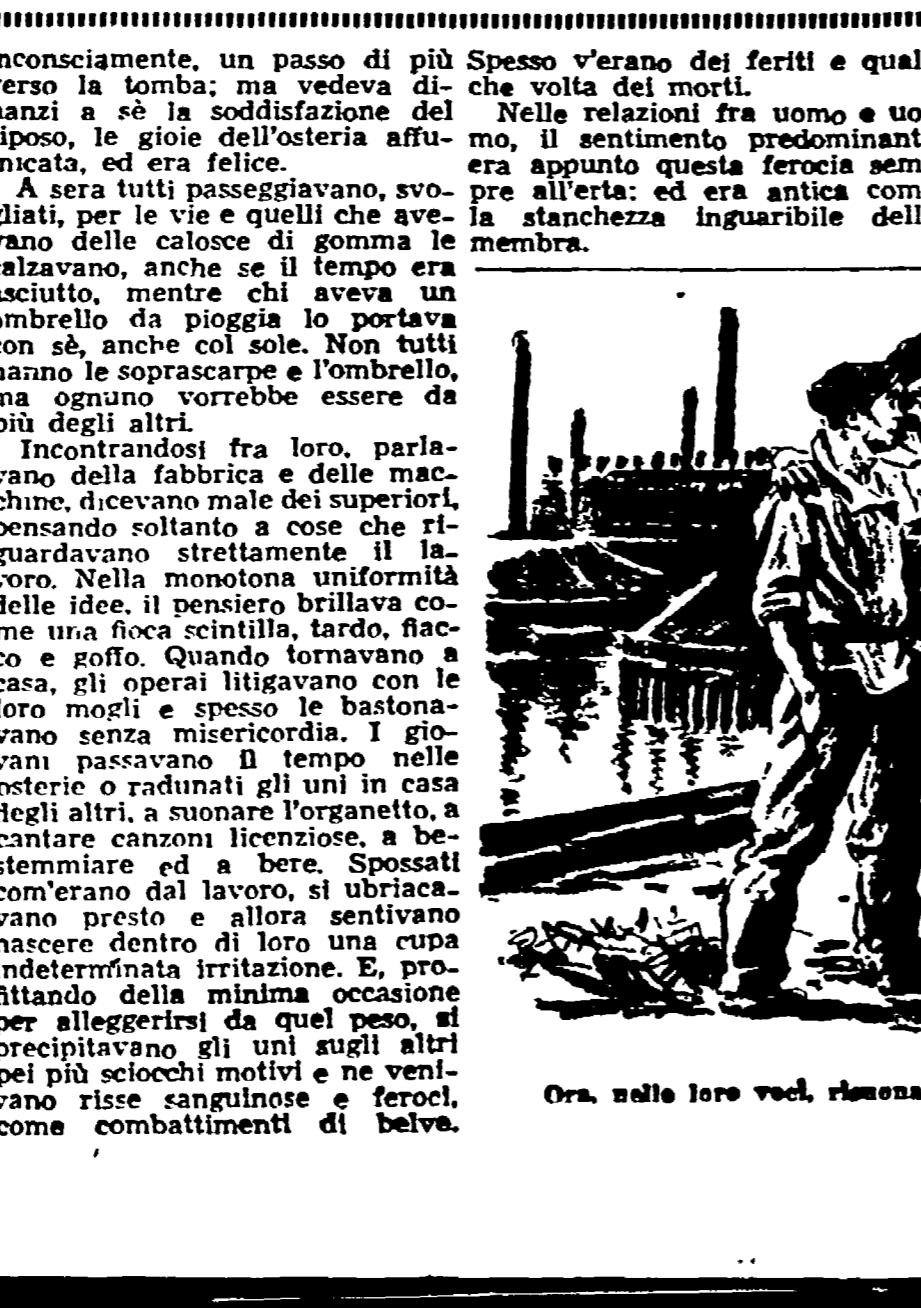 nconsciamente, un passo di più
verso la tomba; ma vedeva di-
nanzi a sè la soddisfazione del
riposo, le gioie dell'osteria affu-
micata, ed era felice.
A sera tutti passeggiavano, svo-
gliati, per le vie e quelli che ave-
vano delle calosce di gomma le
calzavano, anche se il tempo era
asciutto, mentre chi aveva un
ombrello da pioggia lo portava
con sè, anche col sole. Non tutti
hanno le soprascarpe e l'ombrello,
ma ognuno vorrebbe essere da
più degli altri.
Incontrandosi fra loro, parla-
vano della fabbrica e delle mac-
chine, dicevano male dei superiori,
pensando soltanto a cose che ri-
guardavano strettamente il la-
voro. Nella monotona uniformità
delle idee, il pensiero brillava co-
me una fioca scintilla, tardo, fiac-
co e goffo. Quando tornavano a
casa, gli operai litigavano con le
loro mogli e spesso le bastona-
vano senza misericordia. I gio-
vani passavano il tempo nelle
osterie o radunati gli uni in casa
degli altri, a suonare l'organetto, a
cantare canzoni licenziose, a be-
stemmiare ed a bere. Spossati
com'erano dal lavoro, si ubriaca-
vano presto e allora sentivano
nascere dentro di loro una cupa
indeterminata irritazione. E, pro-
fittando della minima occasione
per alleggerirsi da quel peso, si
precipitavano gli uni sugli altri
pei più sciocchi motivi e ne veni-
vano risse sanguinose e feroci,
come combattimenti di belve.
Spesso v'erano dei feriti e qual
che volta dei morti.
Nelle relazioni fra uomo e uo
mo, il sentimento predominant
era appunto questa ferocia sem
pre all'erta: ed era antica com
la stanchezza inguaribile dell
membra.
Ora, nelle loro voci, risuona